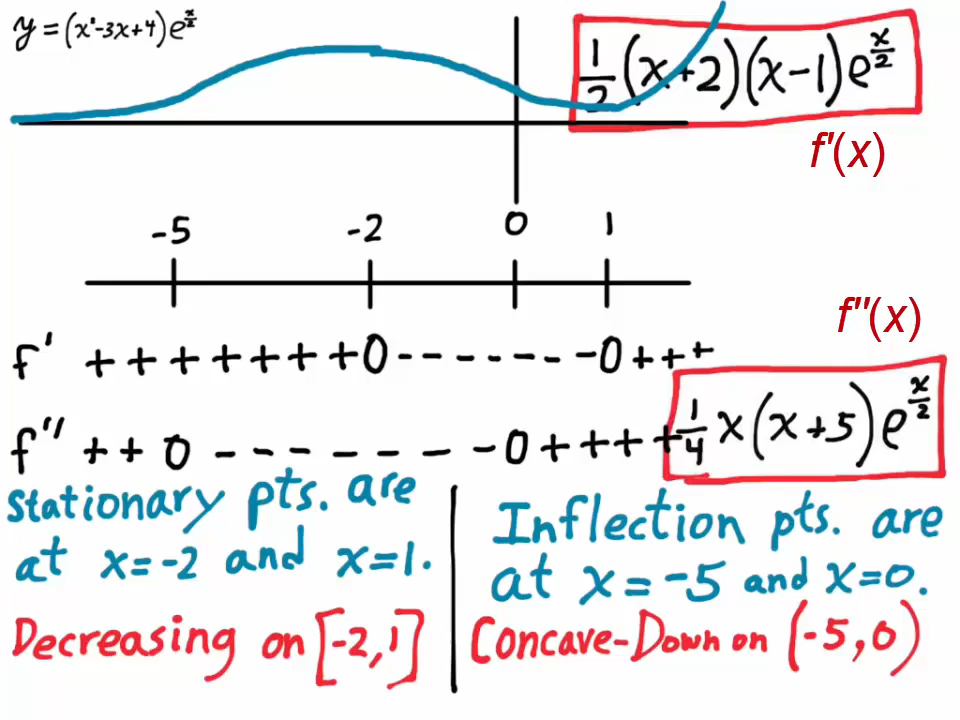 y = (x²-3x+4)e^{x/2}
1/2 (x+2)(x-1)e^{x/2}
f'(x)
-5 -2 0 1
f''(x)
f' + + + + + + + + 0 - - - - - - - - 0 + + +
1/4 x(x+5)e^{x/2}
f'' + + 0 - - - - - - - - 0 + + + + +
Stationary pts. are
at x=-2 and x=1.
Decreasing on [-2,1]
Inflection pts. are
at x=-5 and x=0.
Concave-Down on (-5,0)